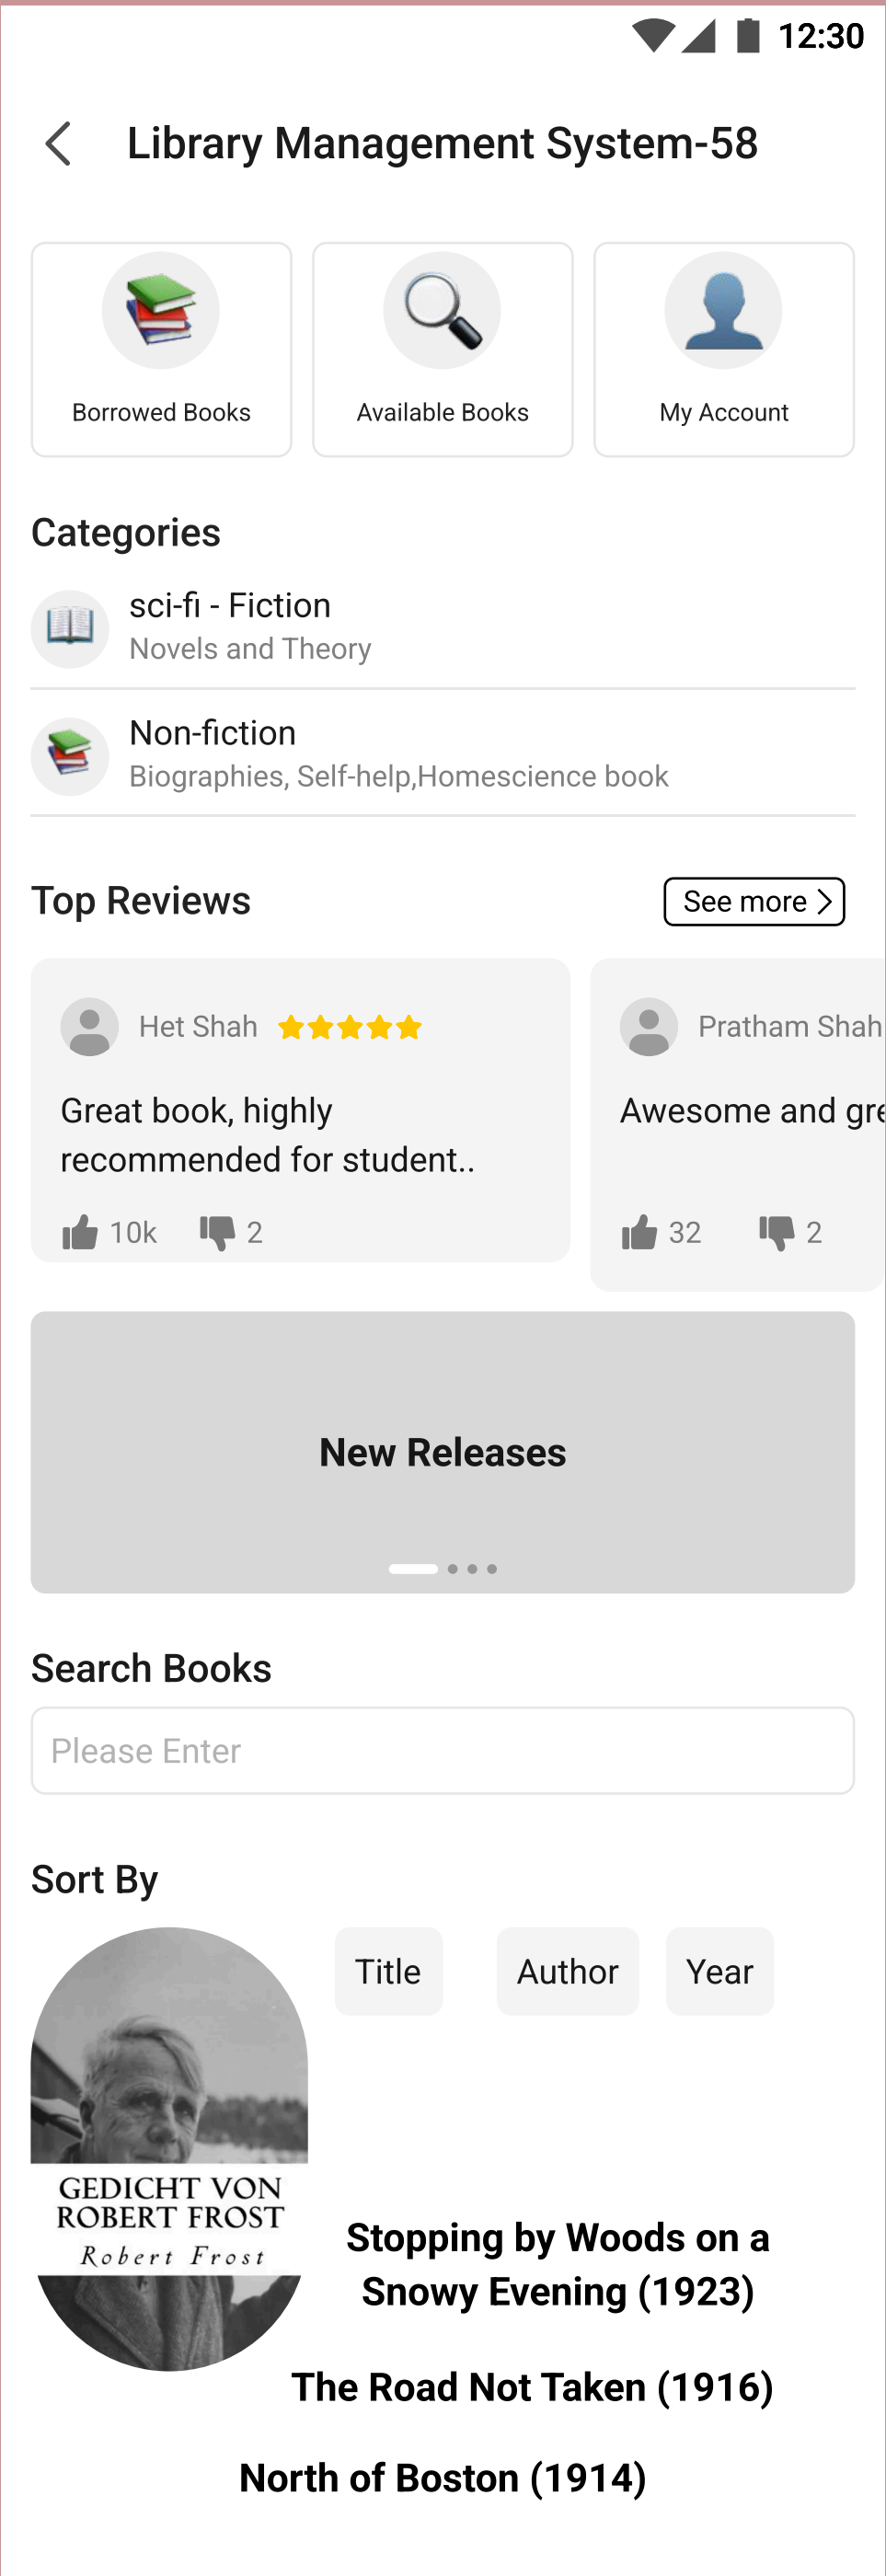 12:30
Library Management System-58
Borrowed Books
Available Books
My Account
Categories
sci-fi - Fiction
Novels and Theory
Non-fiction
Biographies, Self-help,Homescience book
Top Reviews
See more
Het Shah
Great book, highly
recommended for student..
10k
2
Pratham Shah
Awesome and gre
32
2
New Releases
Search Books
Please Enter
Sort By
Title
Author
Year
GEDICHT VON
ROBERT FROST
Robert Frost
Stopping by Woods on a
Snowy Evening (1923)
The Road Not Taken (1916)
North of Boston (1914)